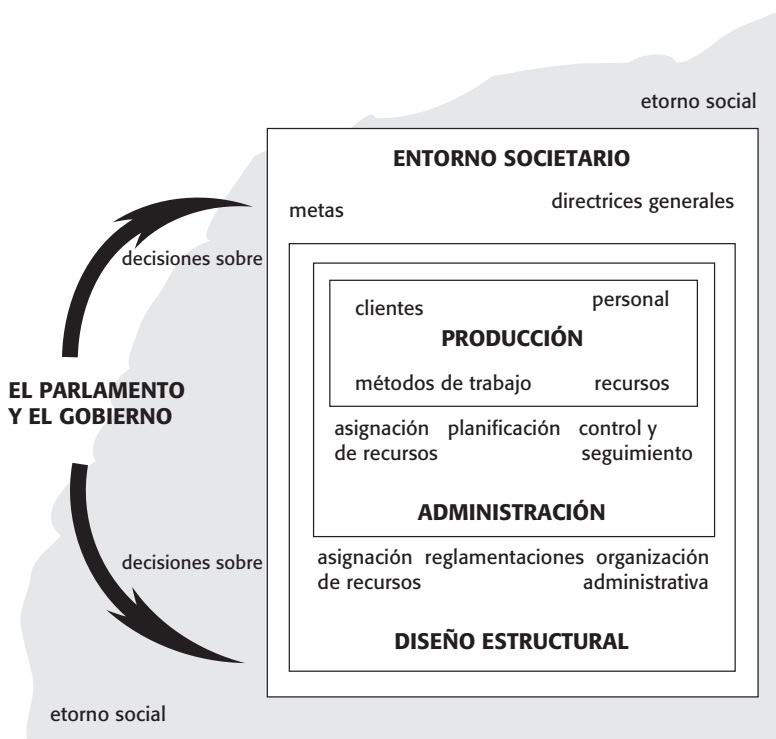 etorno social
ENTORNO SOCIETARIO
metas
directrices generales
decisiones sobre
clientes
personal
PRODUCCIÓN
métodos de trabajo
recursos
EL PARLAMENTO
Y EL GOBIERNO
asignación planificación control y
de recursos seguimiento
ADMINISTRACIÓN
decisiones sobre
asignación reglamentaciones organización
de recursos administrativa
DISEÑO ESTRUCTURAL
etorno social